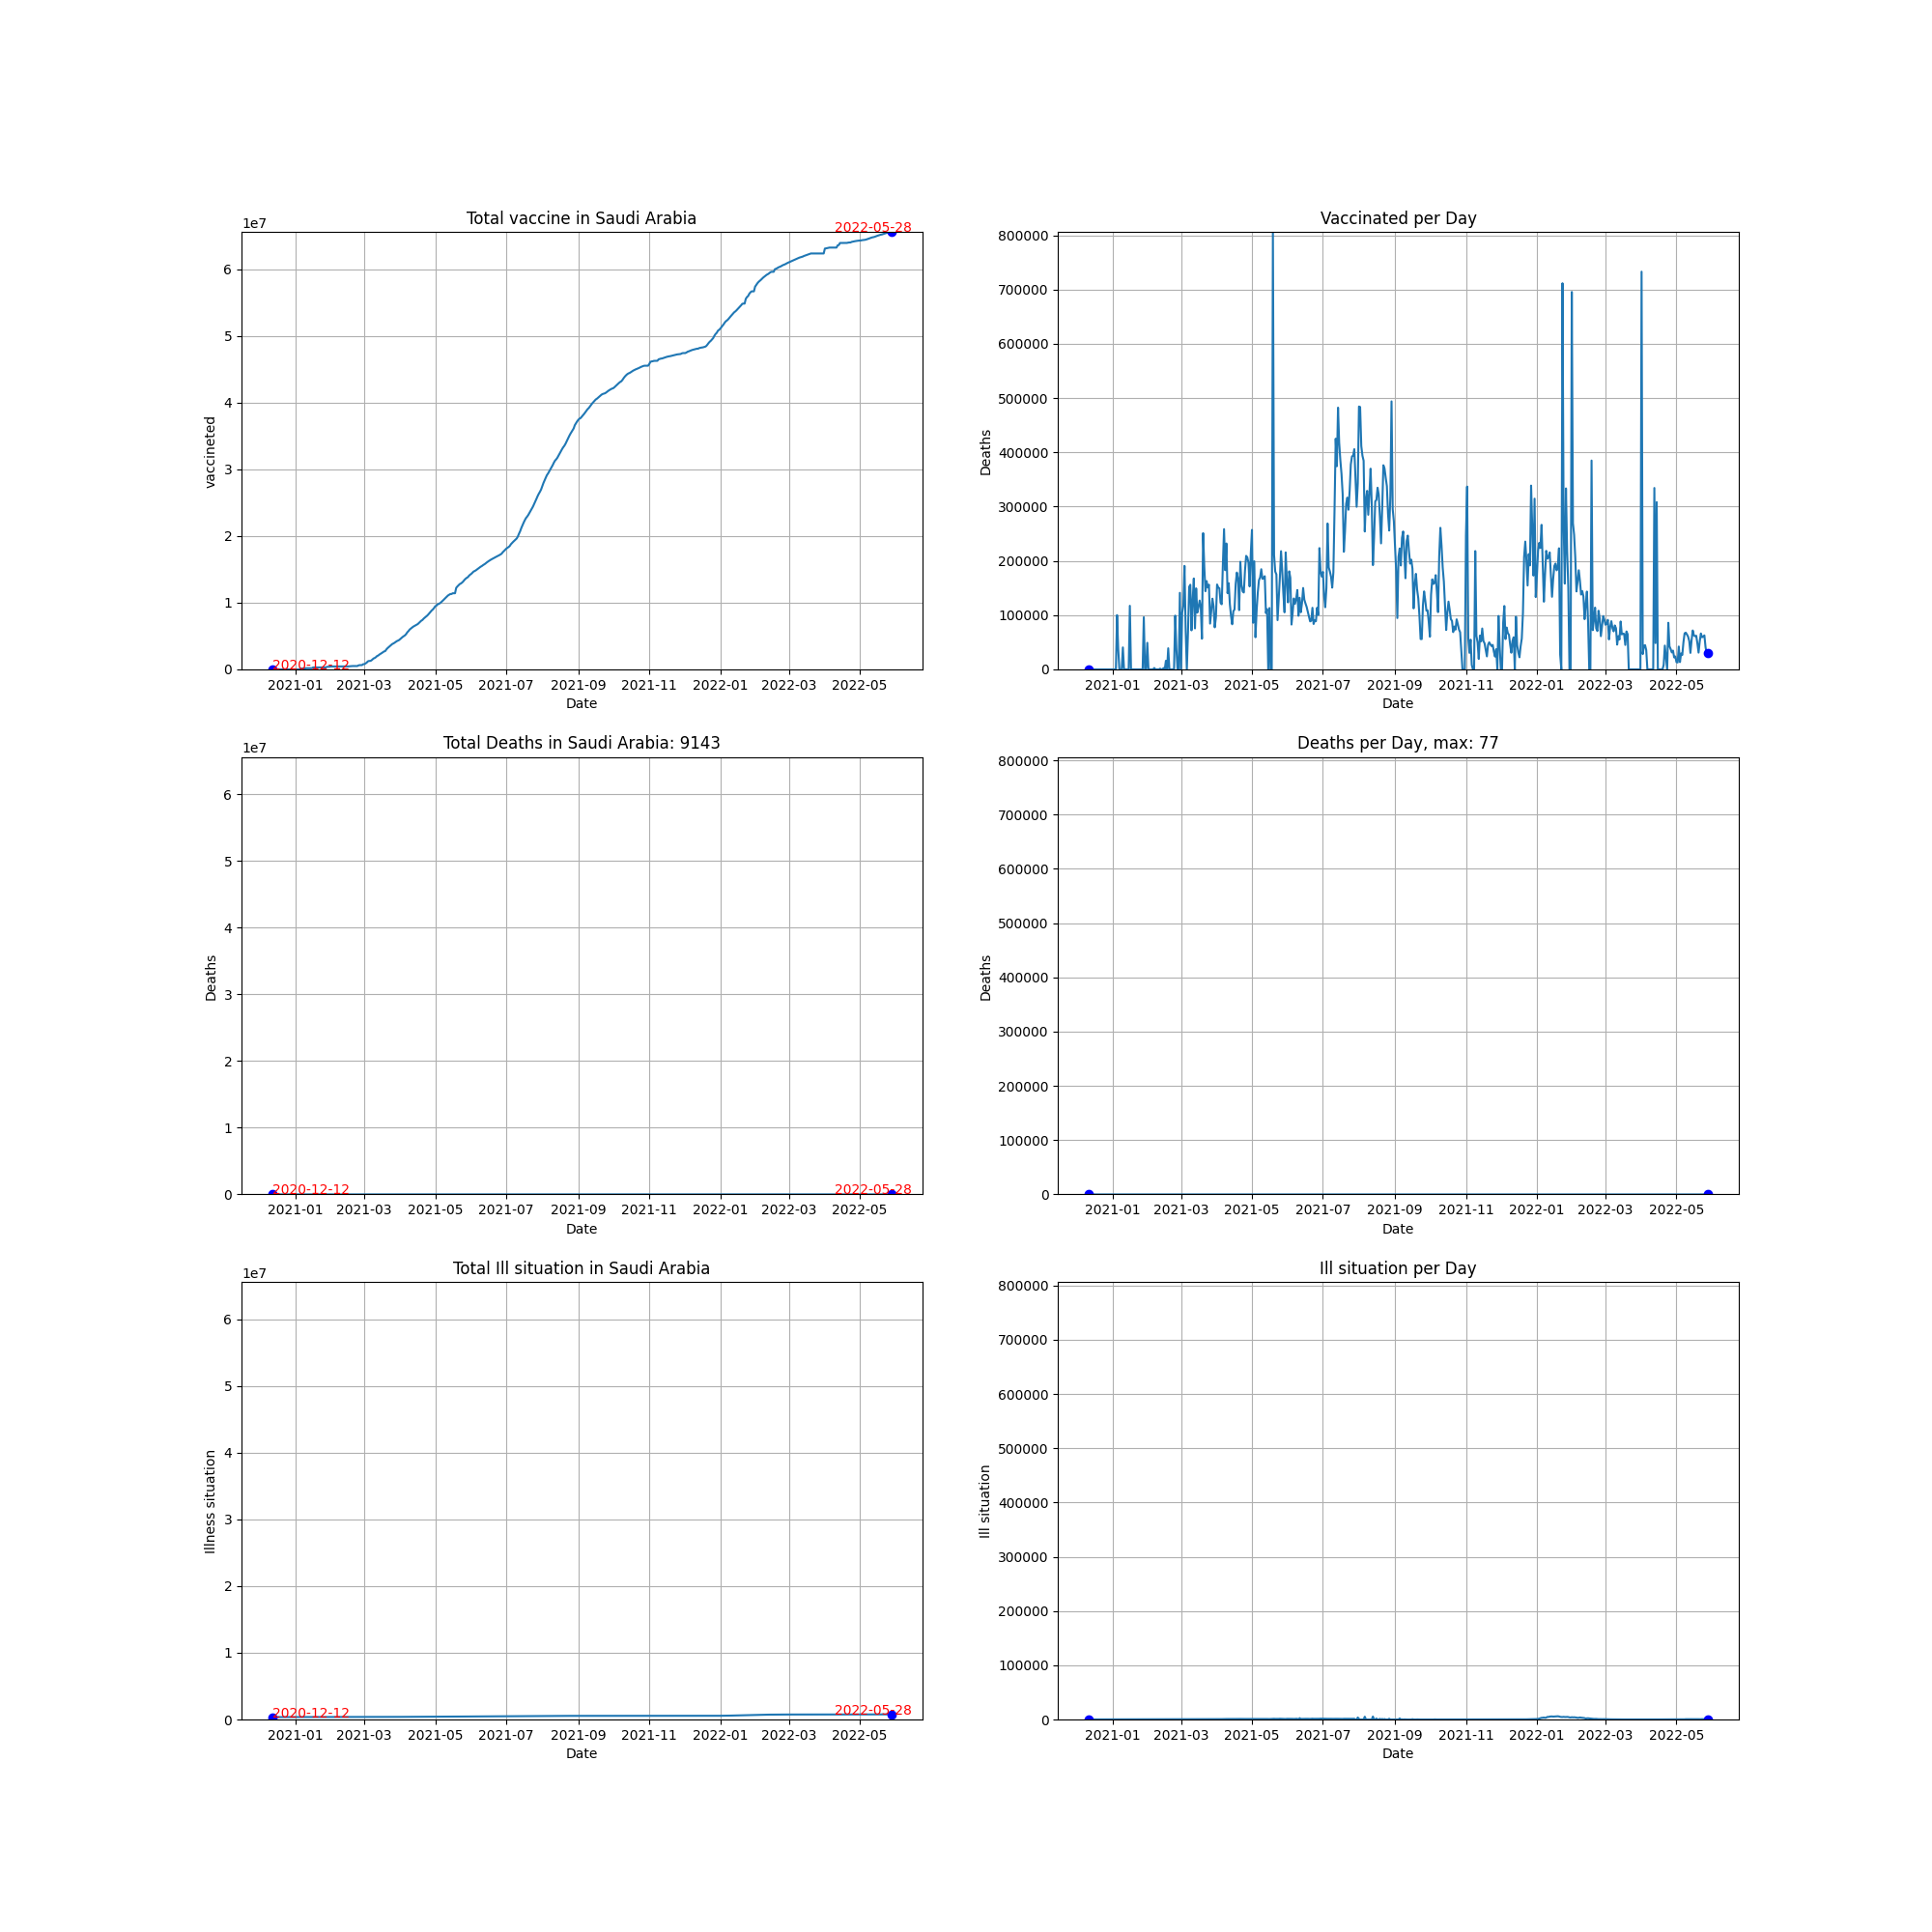 Total vaccine in Saudi Arabia
1e7
2022-05-28
6
5
4
3
2
1
0
vaccineted
2020-12-12
2021-01 2021-03 2021-05 2021-07 2021-09 2021-11 2022-01 2022-03 2022-05
Date
Vaccinated per Day
800000
700000
600000
500000
400000
300000
200000
100000
0
Deaths
2021-01 2021-03 2021-05 2021-07 2021-09 2021-11 2022-01 2022-03 2022-05
Date
Total Deaths in Saudi Arabia: 9143
1e7
6
5
4
3
2
1
0
Deaths
2020-12-12
2022-05-28
2021-01 2021-03 2021-05 2021-07 2021-09 2021-11 2022-01 2022-03 2022-05
Date
Deaths per Day, max: 77
800000
700000
600000
500000
400000
300000
200000
100000
0
Deaths
2021-01 2021-03 2021-05 2021-07 2021-09 2021-11 2022-01 2022-03 2022-05
Date
Total Ill situation in Saudi Arabia
1e7
6
5
4
3
2
1
0
Illness situation
2020-12-12
2022-05-28
2021-01 2021-03 2021-05 2021-07 2021-09 2021-11 2022-01 2022-03 2022-05
Date
Ill situation per Day
800000
700000
600000
500000
400000
300000
200000
100000
0
Ill situation
2021-01 2021-03 2021-05 2021-07 2021-09 2021-11 2022-01 2022-03 2022-05
Date